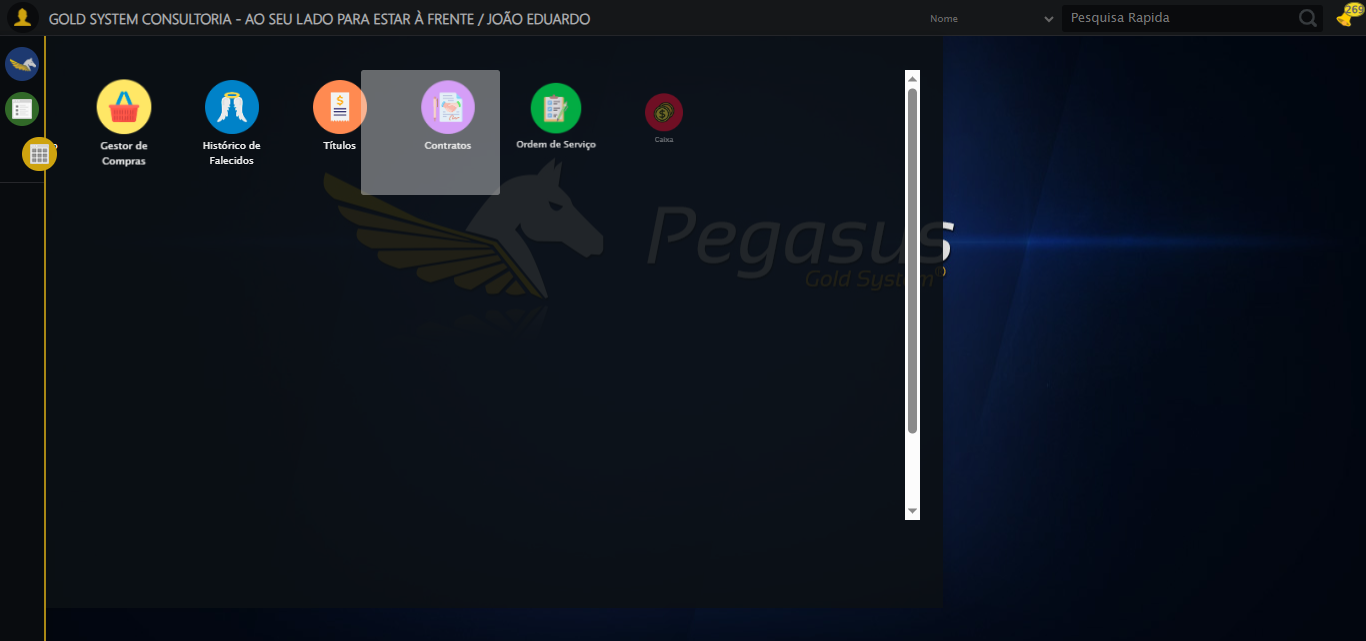 GOLD SYSTEM CONSULTORIA - AO SEU LADO PARA ESTAR À FRENTE / JOÃO EDUARDO
Nome
Pesquisa Rapida
269
Gestor de
Compras
Histórico de
Falecidos
Títulos
Contratos
Ordem de Serviço
Caixa
Pegasus
Gold System®